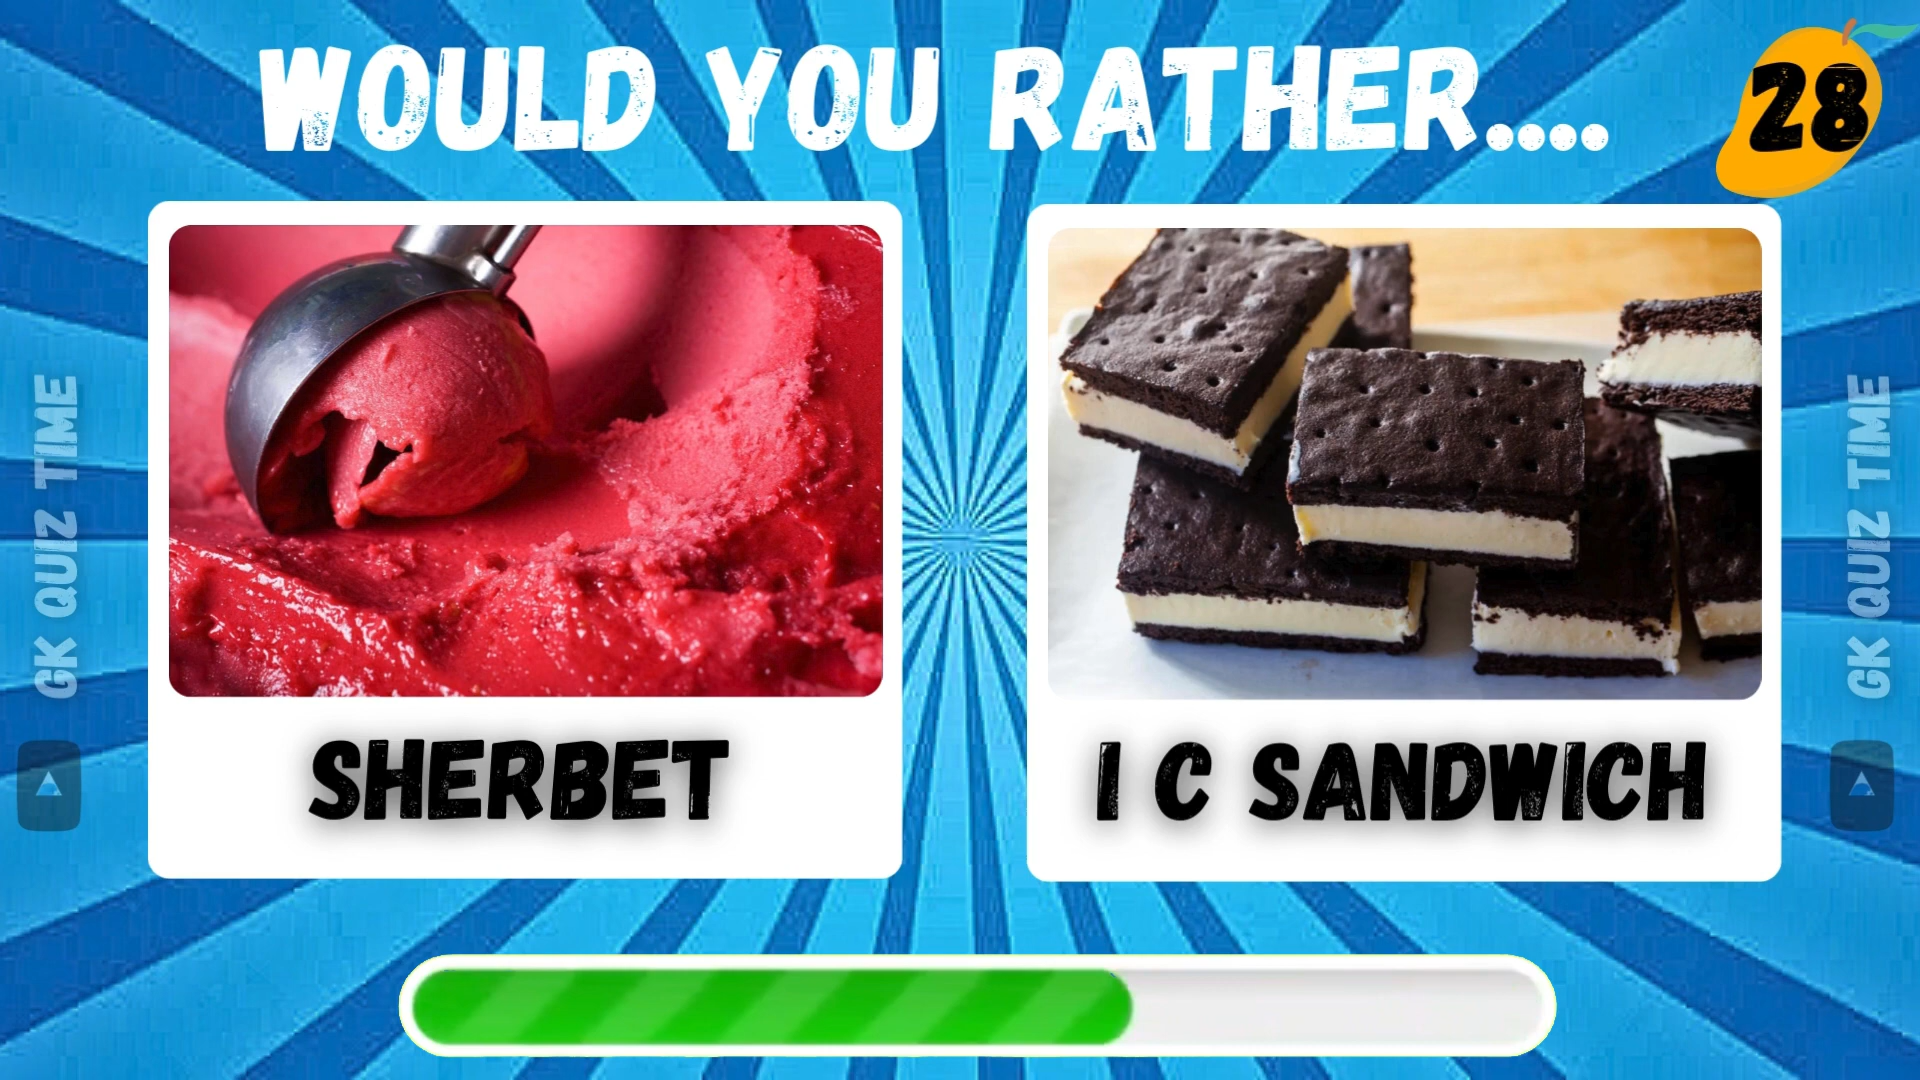 WOULD YOU RATHER....
28
SHERBET
I C SANDWICH
GK QUIZ TIME
GK QUIZ TIME